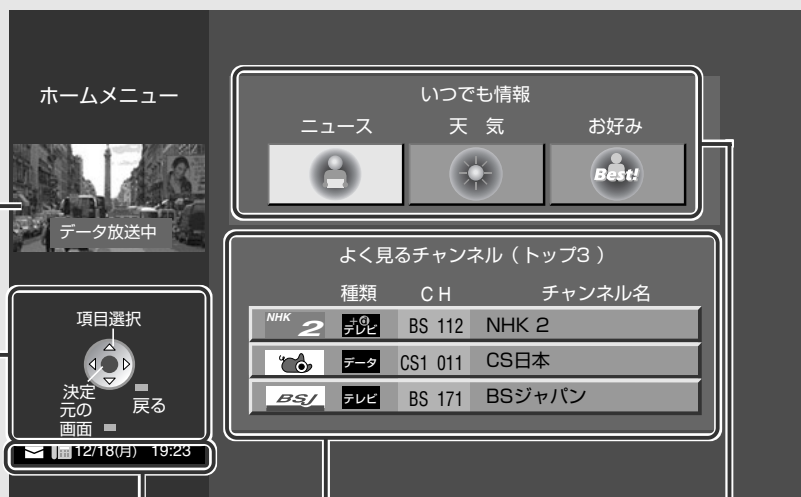 ホームメニュー
データ放送中
項目選択
決定
元の
画面
戻る
12/18(月) 19:23
いつでも情報
ニュース 天 気 お好み
Best!
よく見るチャンネル(トップ3)
種類 CH チャンネル名
NHK 2 テレビ BS 112 NHK 2
データ CS1 011 CS日本
BSJ テレビ BS 171 BSジャパン